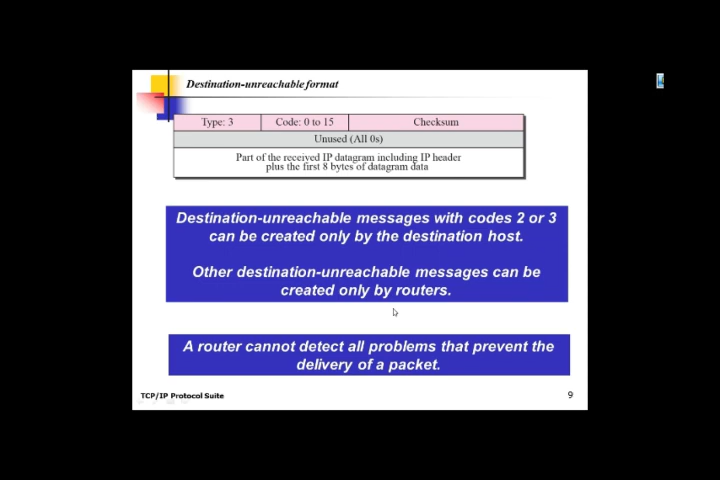 Destination-unreachable format
Type: 3 Code: 0 to 15 Checksum
Unused (All 0s)
Part of the received IP datagram including IP header
plus the first 8 bytes of datagram data
Destination-unreachable messages with codes 2 or 3
can be created only by the destination host.
Other destination-unreachable messages can be
created only by routers.
A router cannot detect all problems that prevent the
delivery of a packet.
TCP/IP Protocol Suite
9